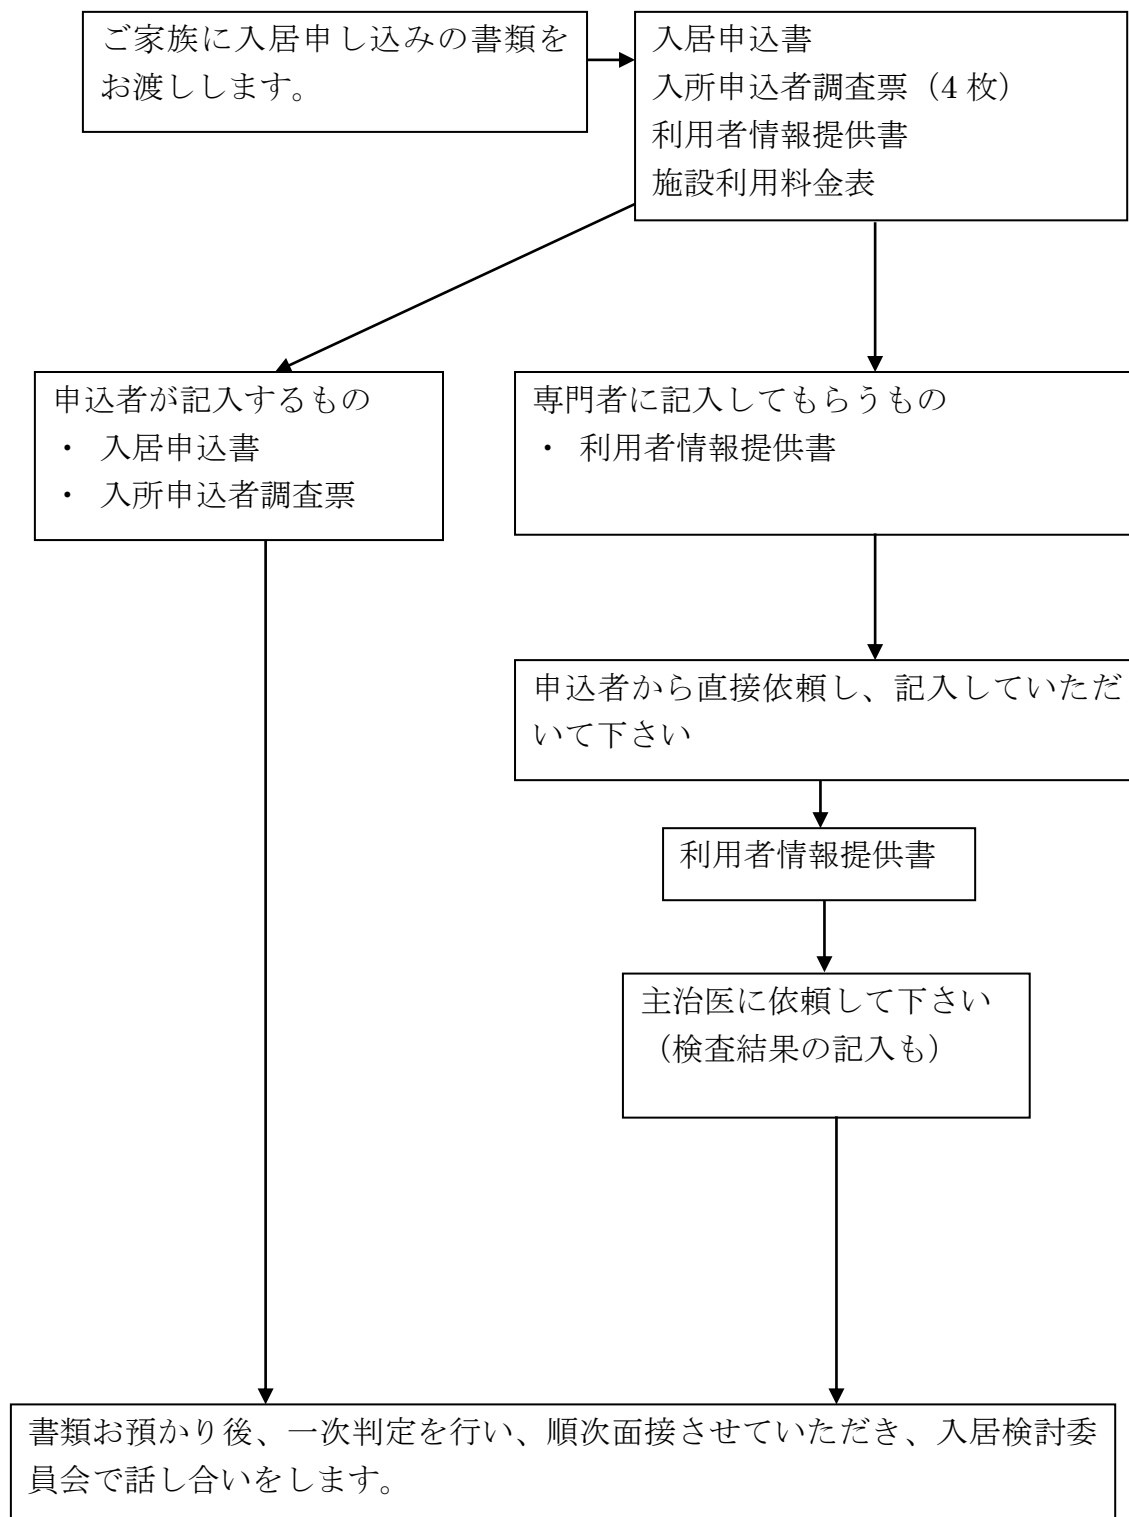 ご家族に入居申し込みの書類を
お渡しします。
入居申込書
入所申込者調査票（4 枚）
利用者情報提供書
施設利用料金表
申込者が記入するもの
・ 入居申込書
・ 入所申込者調査票
専門者に記入してもらうもの
・ 利用者情報提供書
申込者から直接依頼し、記入していただ
いて下さい
利用者情報提供書
主治医に依頼して下さい
（検査結果の記入も）
書類お預かり後、一次判定を行い、順次面接させていただき、入居検討委
員会で話し合いをします。